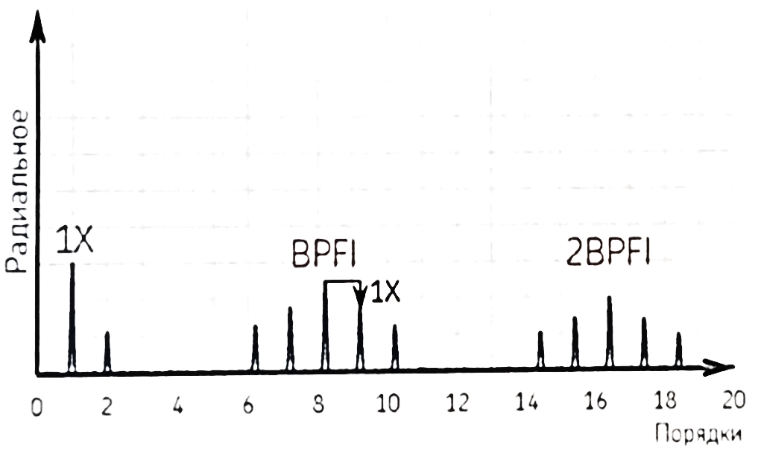 Радиальное
1X
BPFI
1X
2BPFI
0 2 4 6 8 10 12 14 16 18 20
Порядки